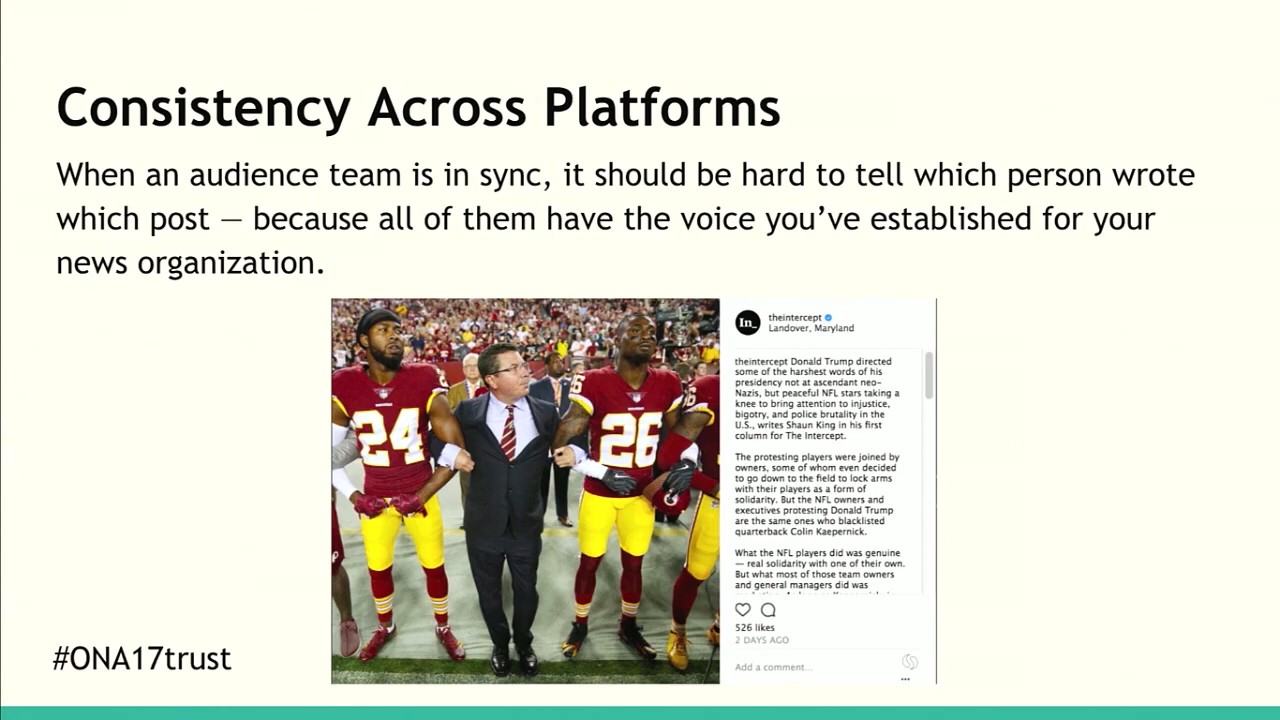 Consistency Across Platforms
When an audience team is in sync, it should be hard to tell which person wrote
which post — because all of them have the voice you’ve established for your
news organization.
24
26
6
36
In_
theintercept
Landover, Maryland
theintercept Donald Trump directed
some of the harshest words of his
presidency not at ascendant neo-
Nazis, but peaceful NFL stars taking a
knee to bring attention to injustice,
bigotry, and police brutality in the
U.S., writes Shaun King in his first
column for The Intercept.
The protesting players were joined by
owners, some of whom even decided
to go down to the field to lock arms
with their players as a form of
solidarity. But the NFL owners and
executives protesting Donald Trump
are the same ones who blacklisted
quarterback Colin Kaepernick.
What the NFL players did was genuine
— real solidarity with one of their own.
But what most of those team owners
and general managers did was
526 likes
2 DAYS AGO
Add a comment...
#ONA17trust